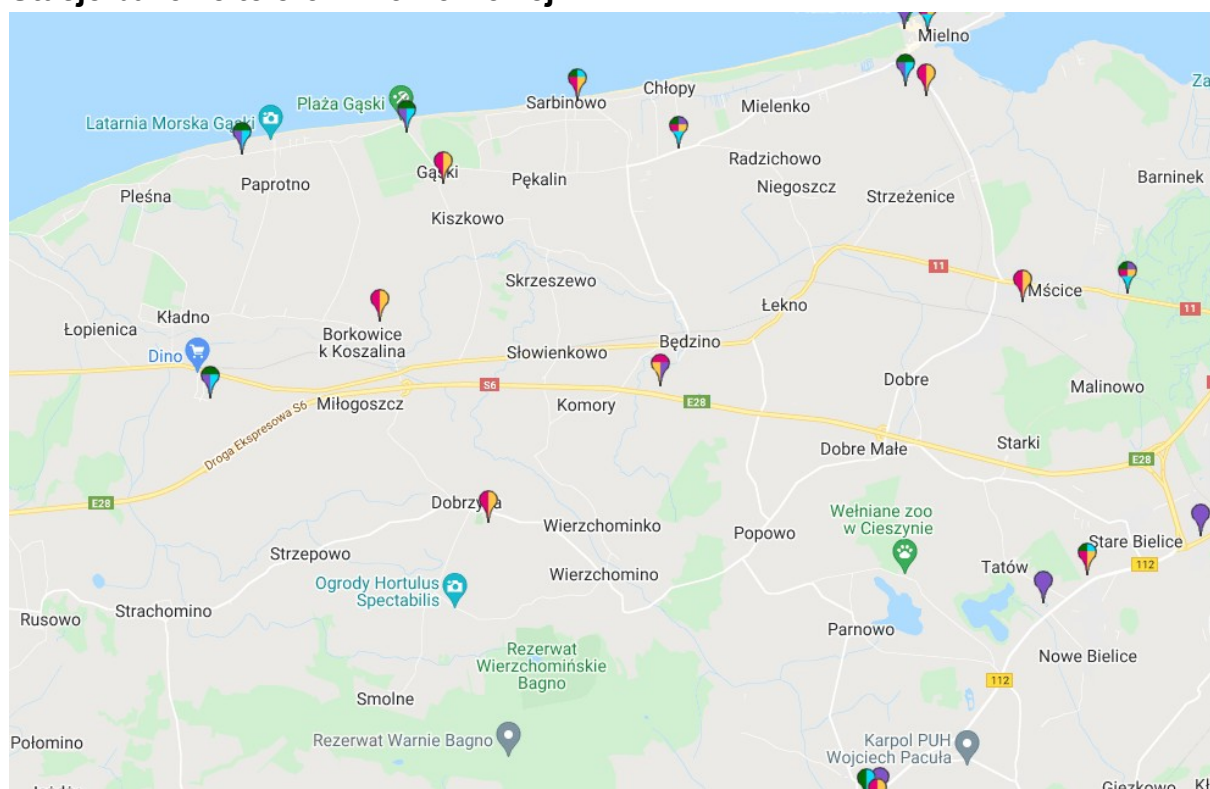 Mielno
Chłopy
Plaża Gąski
Sarbinowo
Mielenko
Latarnia Morska Gąski
Radzichowo
Gąski
Pękalin
Barninek
Paprotno
Niegoszcz
Pleśna
Strzeżenice
Kiszkowo
11
Skrzeszewo
Mścice
Łekno
11
Kładno
Łopienica
Borkowice
k Koszalina
Będzino
Dino
Słowienkowo
Dobre
S6
Malinowo
Miłogoszcz
Komory
E28
Droga Ekspresowa S6
Starki
Dobre Małe
E28
E28
Wełniane zoo
w Cieszynie
Wierzchominko
Popowo
Stare Bielice
Strzepowo
112
Tatów
Wierzchomino
Ogrody Hortulus
Spectabilis
Strachomino
Rusowo
Parnowo
Rezerwat
Wierzchomińskie
Bagno
Nowe Bielice
112
Smolne
Rezerwat Warnie Bagno
Karpol PUH
Wojciech Pacuła
Połomino